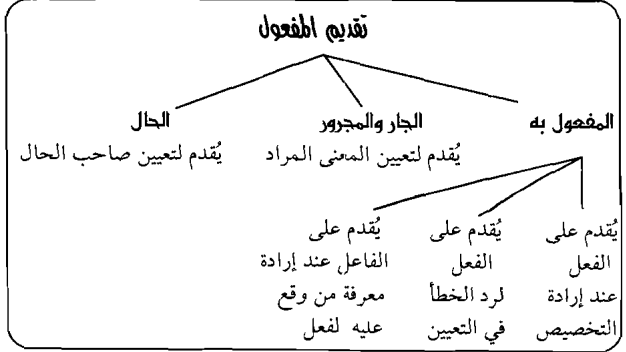 تقديم المفعول
المفعول به
الجار والمجرور
الحال
يُقدم لتعيين المعنى المراد
يُقدم لتعيين صاحب الحال
يُقدم على
الفعل
عند إرادة
التخصيص
يُقدم على
الفعل
لرد الخطأ
في التعيين
يُقدم على
الفاعل عند إرادة
معرفة من وقع
عليه لفعل